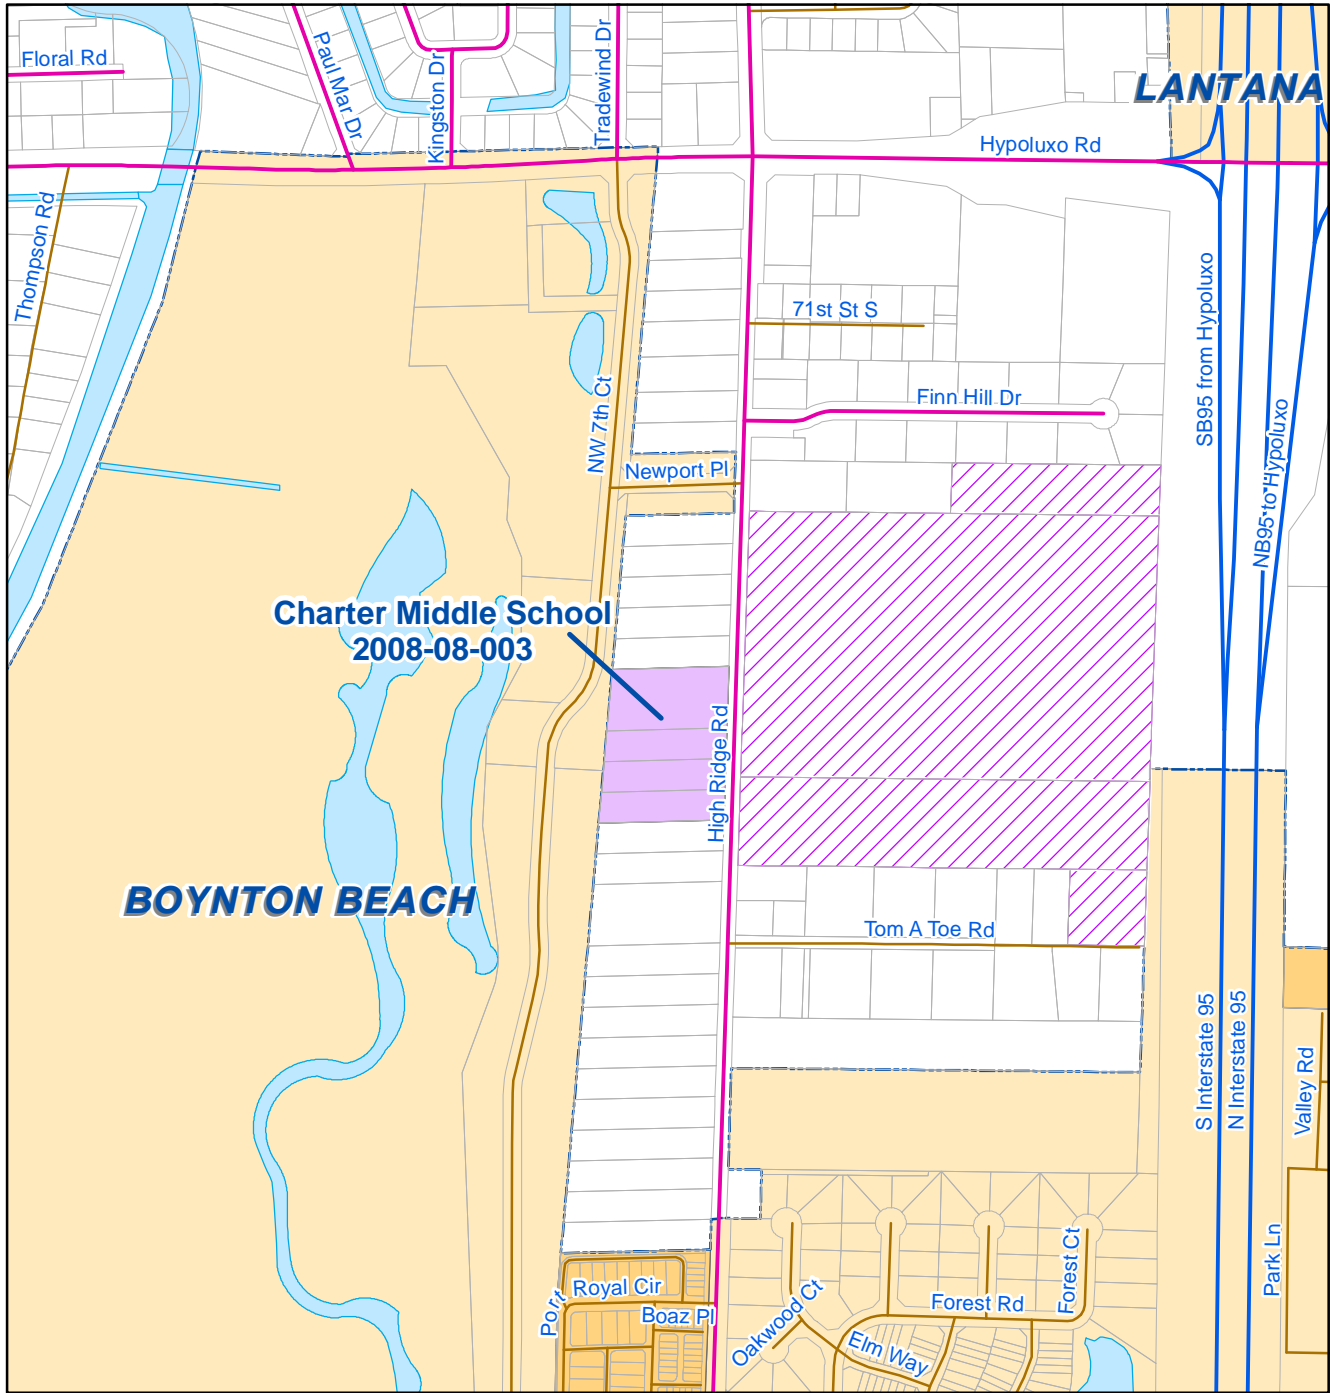 Floral Rd
Paul Mar Dr
Kingston Dr
Tradewind Dr
LANTANA
Hypoluxo Rd
Thompson Rd
SB95 from Hypoluxo
71st St S
NW 7th Ct
Finn Hill Dr
NB95 to Hypoluxo
Newport Pl
Charter Middle School
2008-08-003
High Ridge Rd
BOYNTON BEACH
Tom A Toe Rd
S Interstate 95
N Interstate 95
Valley Rd
Park Ln
Forest Ct
Royal Cir
Forest Rd
Boaz Pl
Oakwood Ct
Elm Way